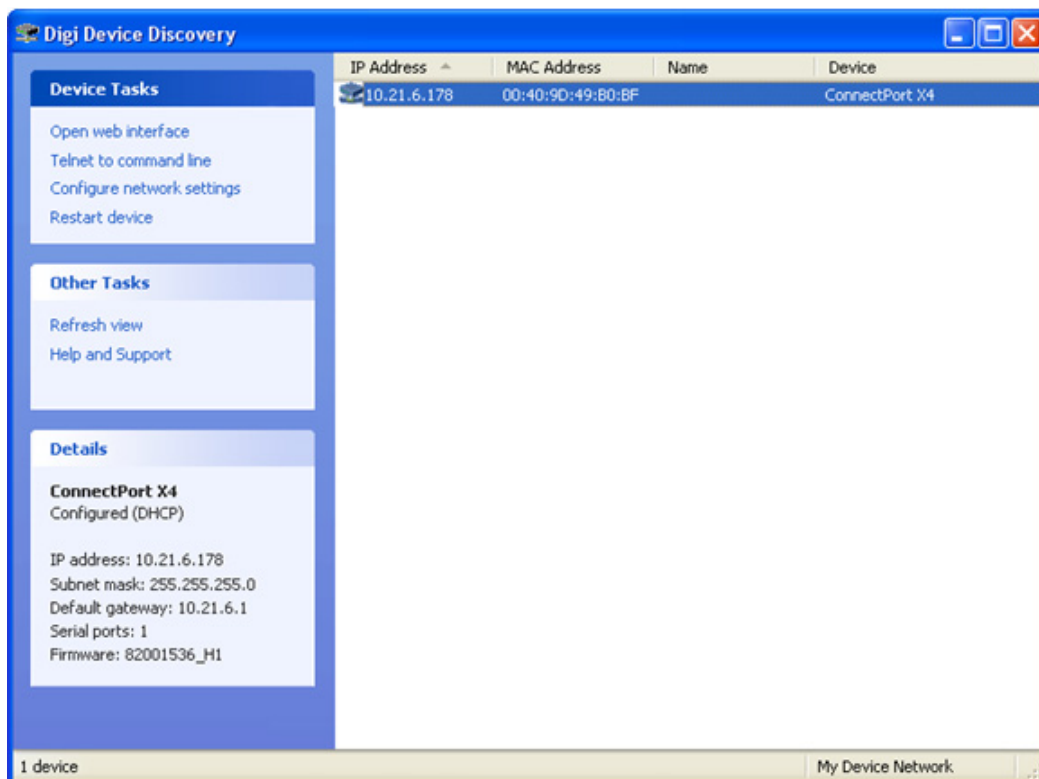 Digi Device Discovery
Device Tasks
Open web interface
Telnet to command line
Configure network settings
Restart device
Other Tasks
Refresh view
Help and Support
Details
ConnectPort X4
Configured (DHCP)
IP address: 10.21.6.178
Subnet mask: 255.255.255.0
Default gateway: 10.21.6.1
Serial ports: 1
Firmware: 82001536_H1
IP Address MAC Address Name Device
10.21.6.178 00:40:9D:49:B0:BF ConnectPort X4
1 device My Device Network